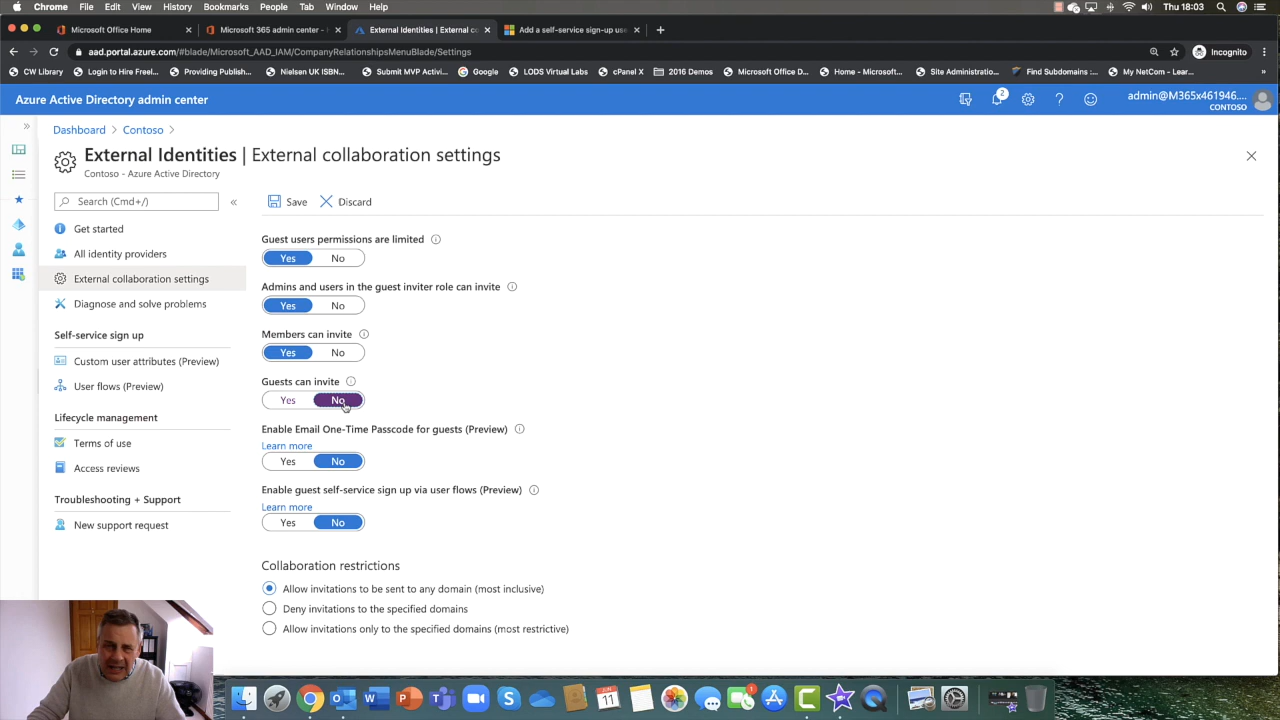 Chrome File Edit View History Bookmarks People Tab Window Help
Thu 18:03
Microsoft Office Home
Microsoft 365 admin center -
External Identities | External co
Add a self-service sign-up use
aad.portal.azure.com/#blade/Microsoft_AAD_IAM/CompanyRelationshipsMenuBlade/Settings
Incognito
CW Library
Login to Hire Freel...
Providing Publish...
Nielsen UK ISBN...
Submit MVP Activi...
Google
LODS Virtual Labs
cPanel X
2016 Demos
Microsoft Office D...
Home - Microsoft...
Site Administratio...
Find Subdomains :...
My NetCom - Lear...
»
Azure Active Directory admin center
2
admin@M365x461946....
CONTOSO
Dashboard > Contoso >
External Identities | External collaboration settings
Contoso - Azure Active Directory
Search (Cmd+/)
Save
Discard
Get started
All identity providers
External collaboration settings
Diagnose and solve problems
Self-service sign up
Custom user attributes (Preview)
User flows (Preview)
Lifecycle management
Terms of use
Access reviews
Troubleshooting + Support
New support request
Guest users permissions are limited
Yes No
Admins and users in the guest inviter role can invite
Yes No
Members can invite
Yes No
Guests can invite
Yes No
Enable Email One-Time Passcode for guests (Preview)
Learn more
Yes No
Enable guest self-service sign up via user flows (Preview)
Learn more
Yes No
Collaboration restrictions
Allow invitations to be sent to any domain (most inclusive)
Deny invitations to the specified domains
Allow invitations only to the specified domains (most restrictive)
11
1